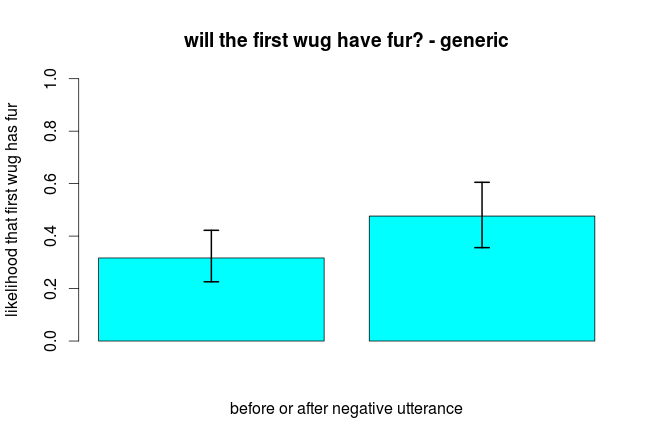 will the first wug have fur? - generic
likelihood that first wug has fur
1.0
0.8
0.6
0.4
0.2
0.0
before or after negative utterance